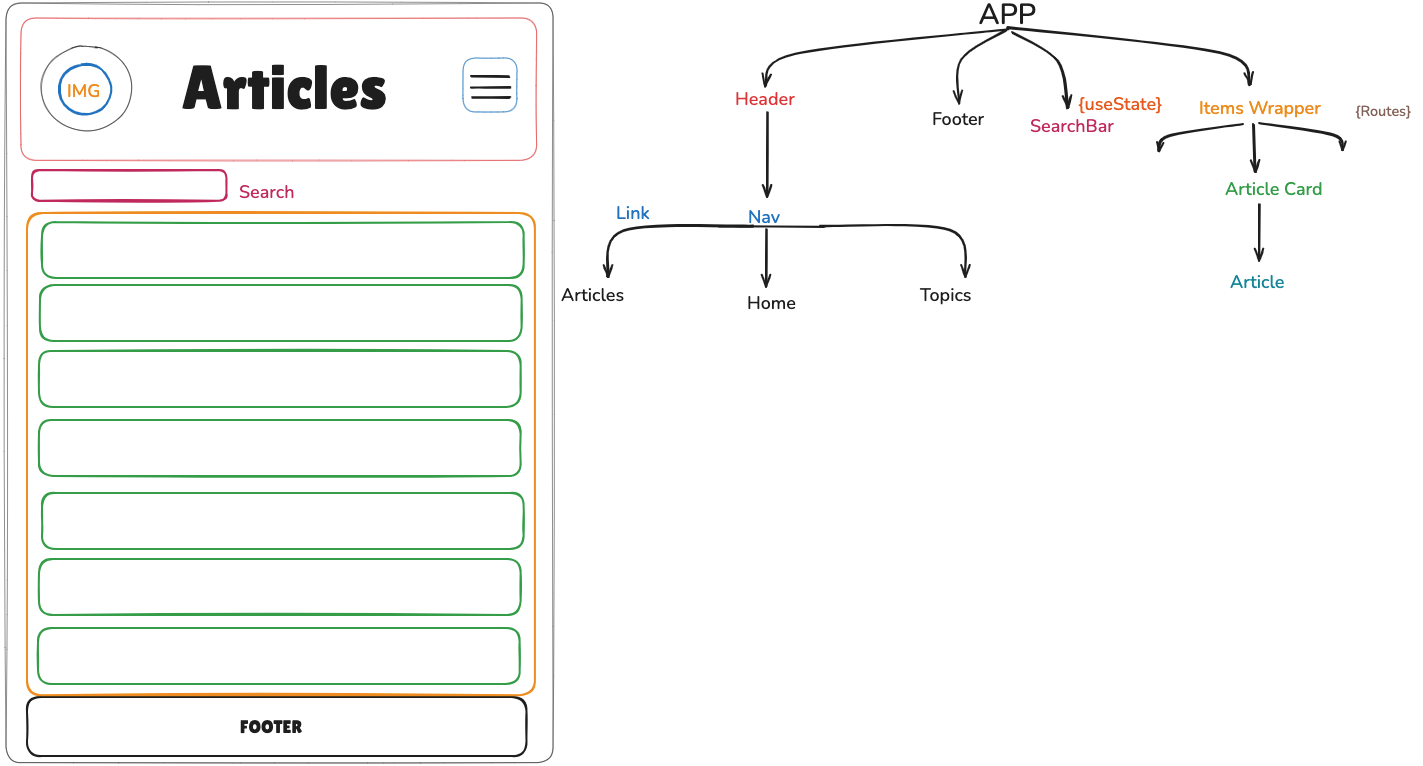 IMG
Articles
Search
FOOTER
APP
Header
Footer
{useState}
SearchBar
Items Wrapper
{Routes}
Link
Nav
Article Card
Articles
Home
Topics
Article